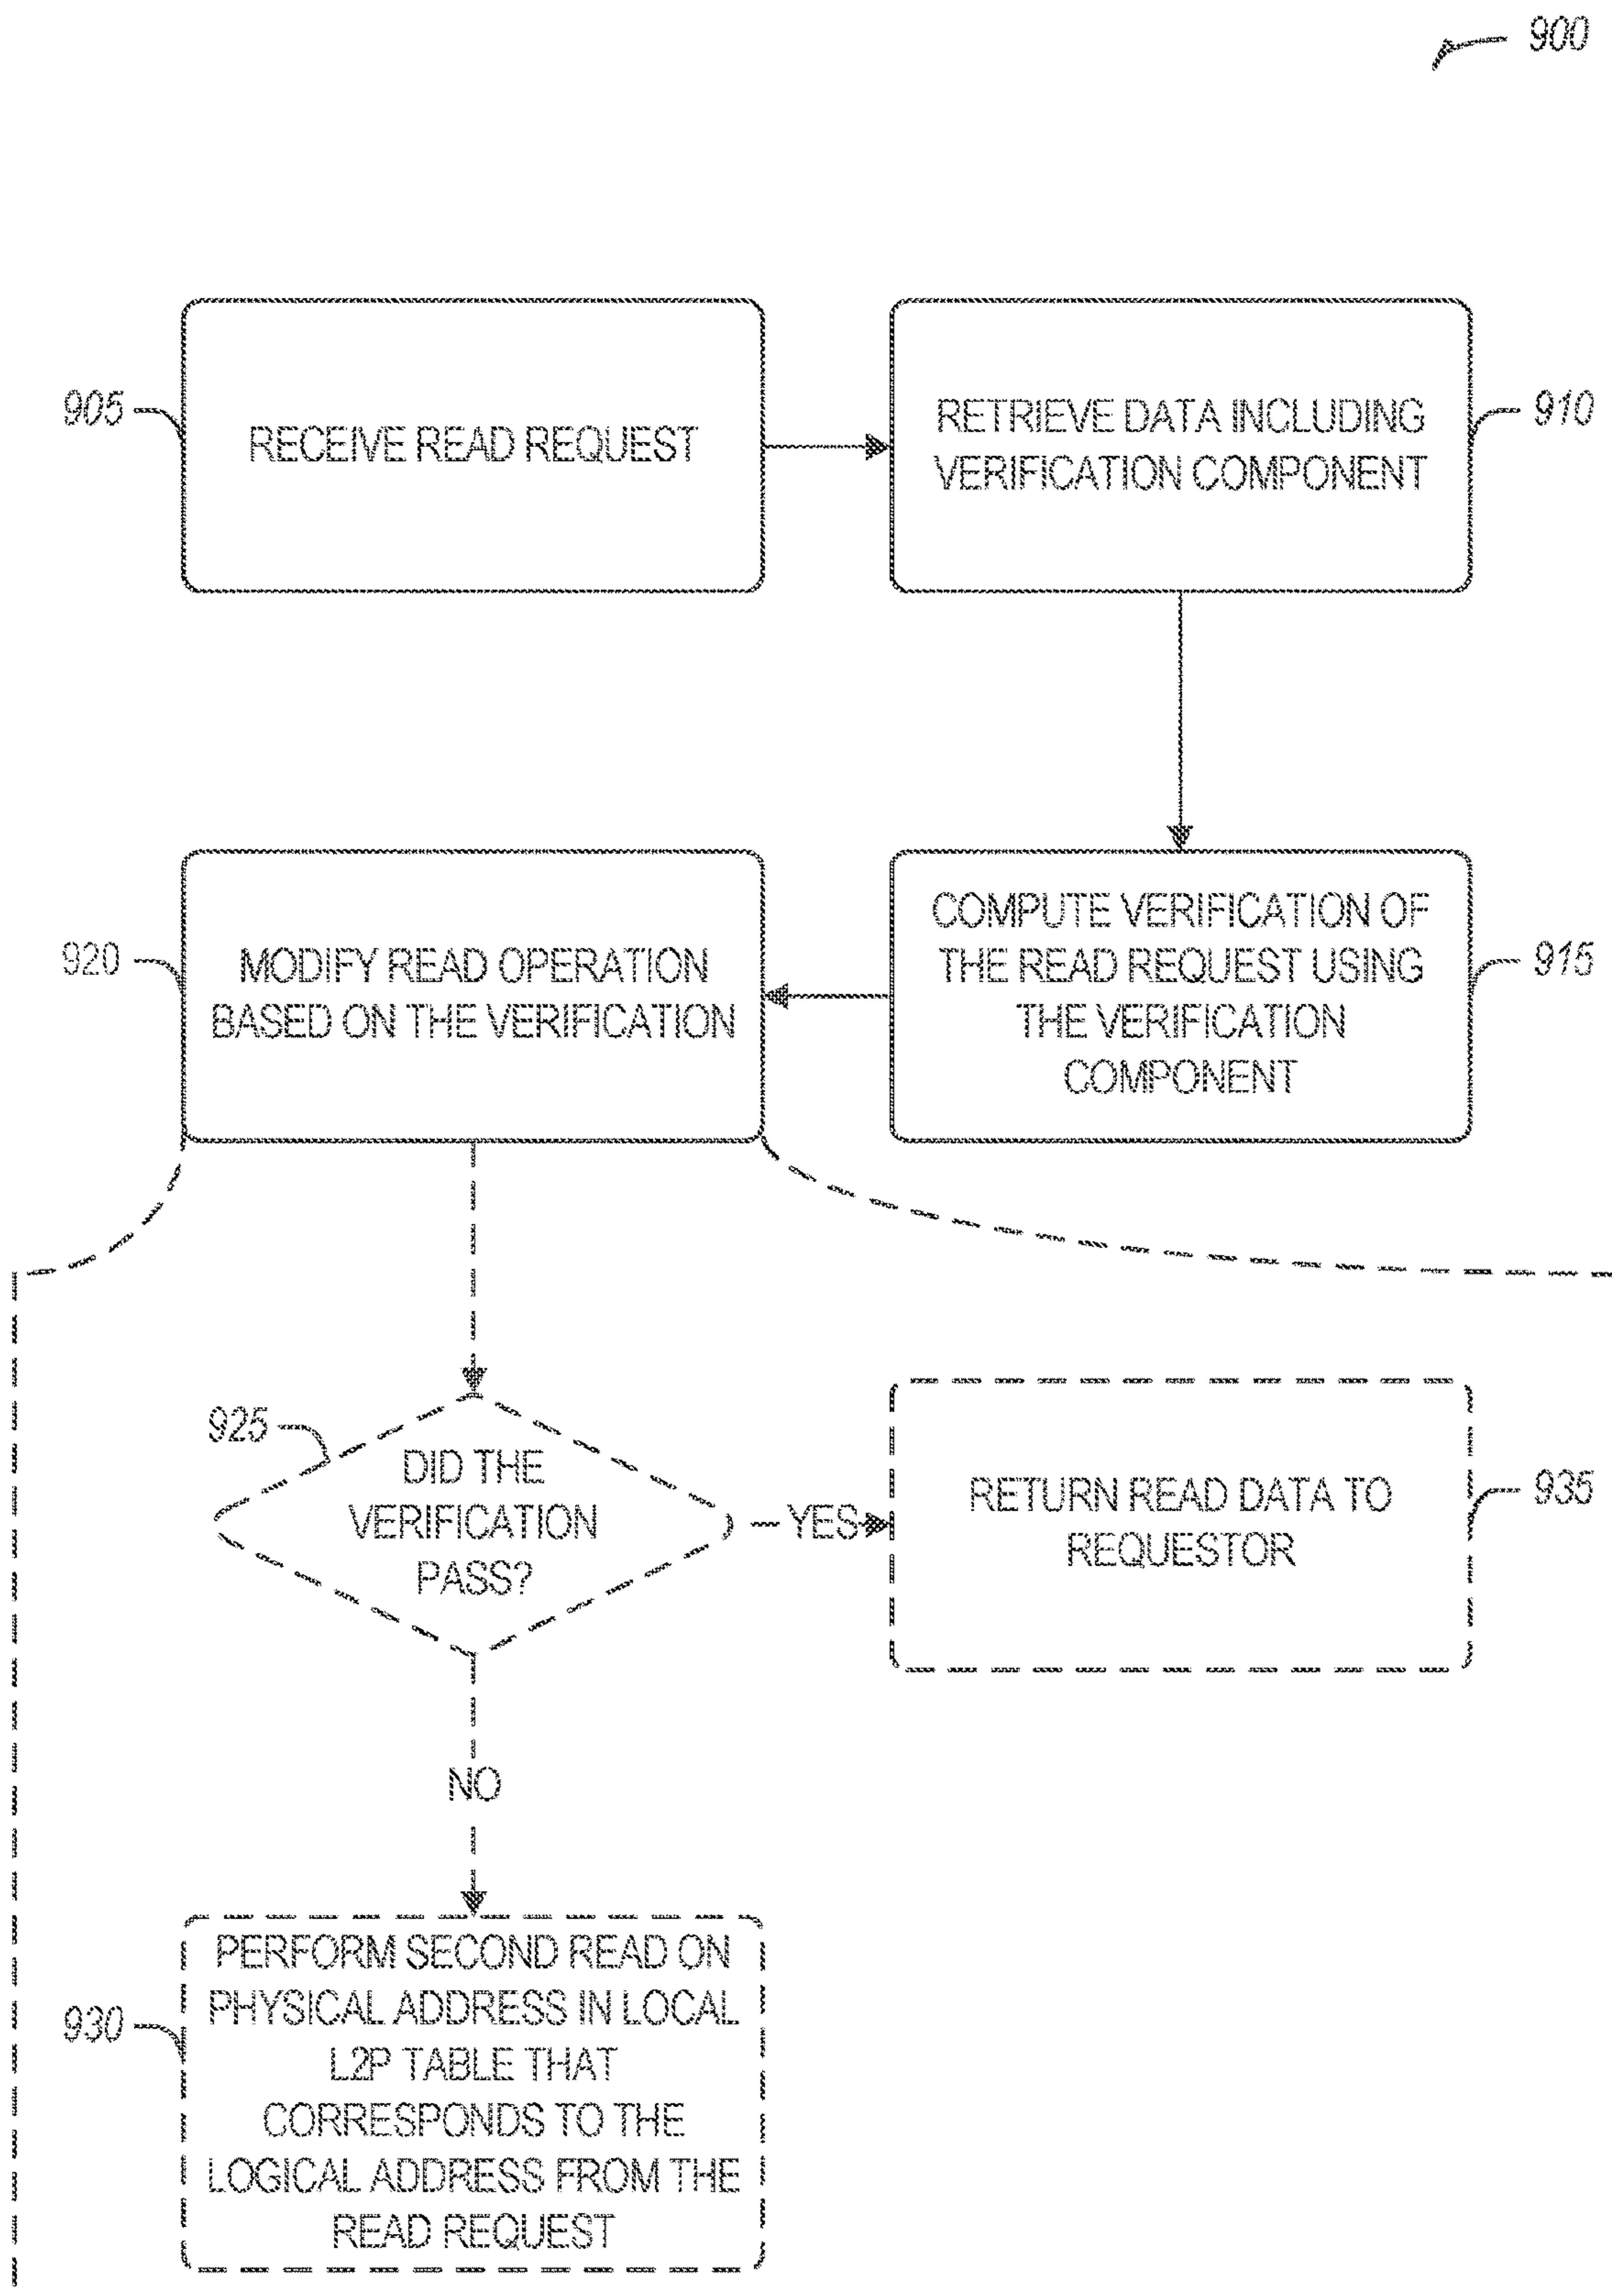 900
905
RECEIVE READ REQUEST
RETRIEVE DATA INCLUDING
VERIFICATION COMPONENT
910
920
MODIFY READ OPERATION
BASED ON THE VERIFICATION
COMPUTE VERIFICATION OF
THE READ REQUEST USING
THE VERIFICATION
COMPONENT
915
925
DID THE
VERIFICATION
PASS?
YES
RETURN READ DATA TO
REQUESTOR
935
NO
930
PERFORM SECOND READ ON
PHYSICAL ADDRESS IN LOCAL
L2P TABLE THAT
CORRESPONDS TO THE
LOGICAL ADDRESS FROM THE
READ REQUEST